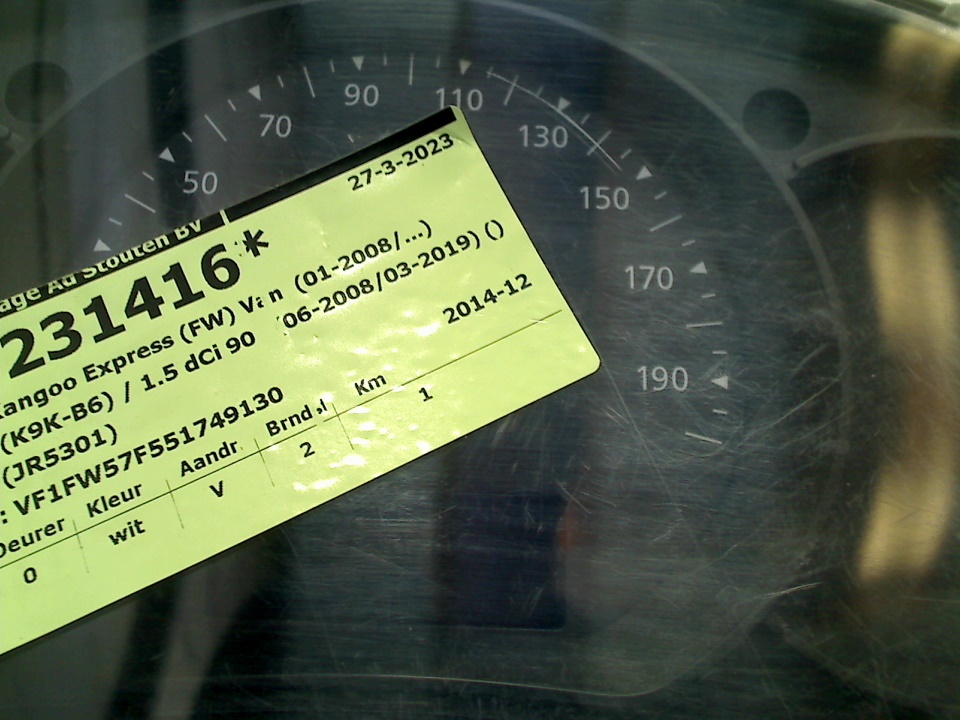 50
70
90
110
130
150
170
190
age Ad Stouten BV
27-3-2023
231416*
Kangoo Express (FW) Van (01-2008/...)
(K9K-B6) / 1.5 dCi 90 06-2008/03-2019) ()
(JR5301) 2014-12
: VF1FW57F551749130
Deurer Kleur Aandr. Brnd.l Km
0 wit V 2 1